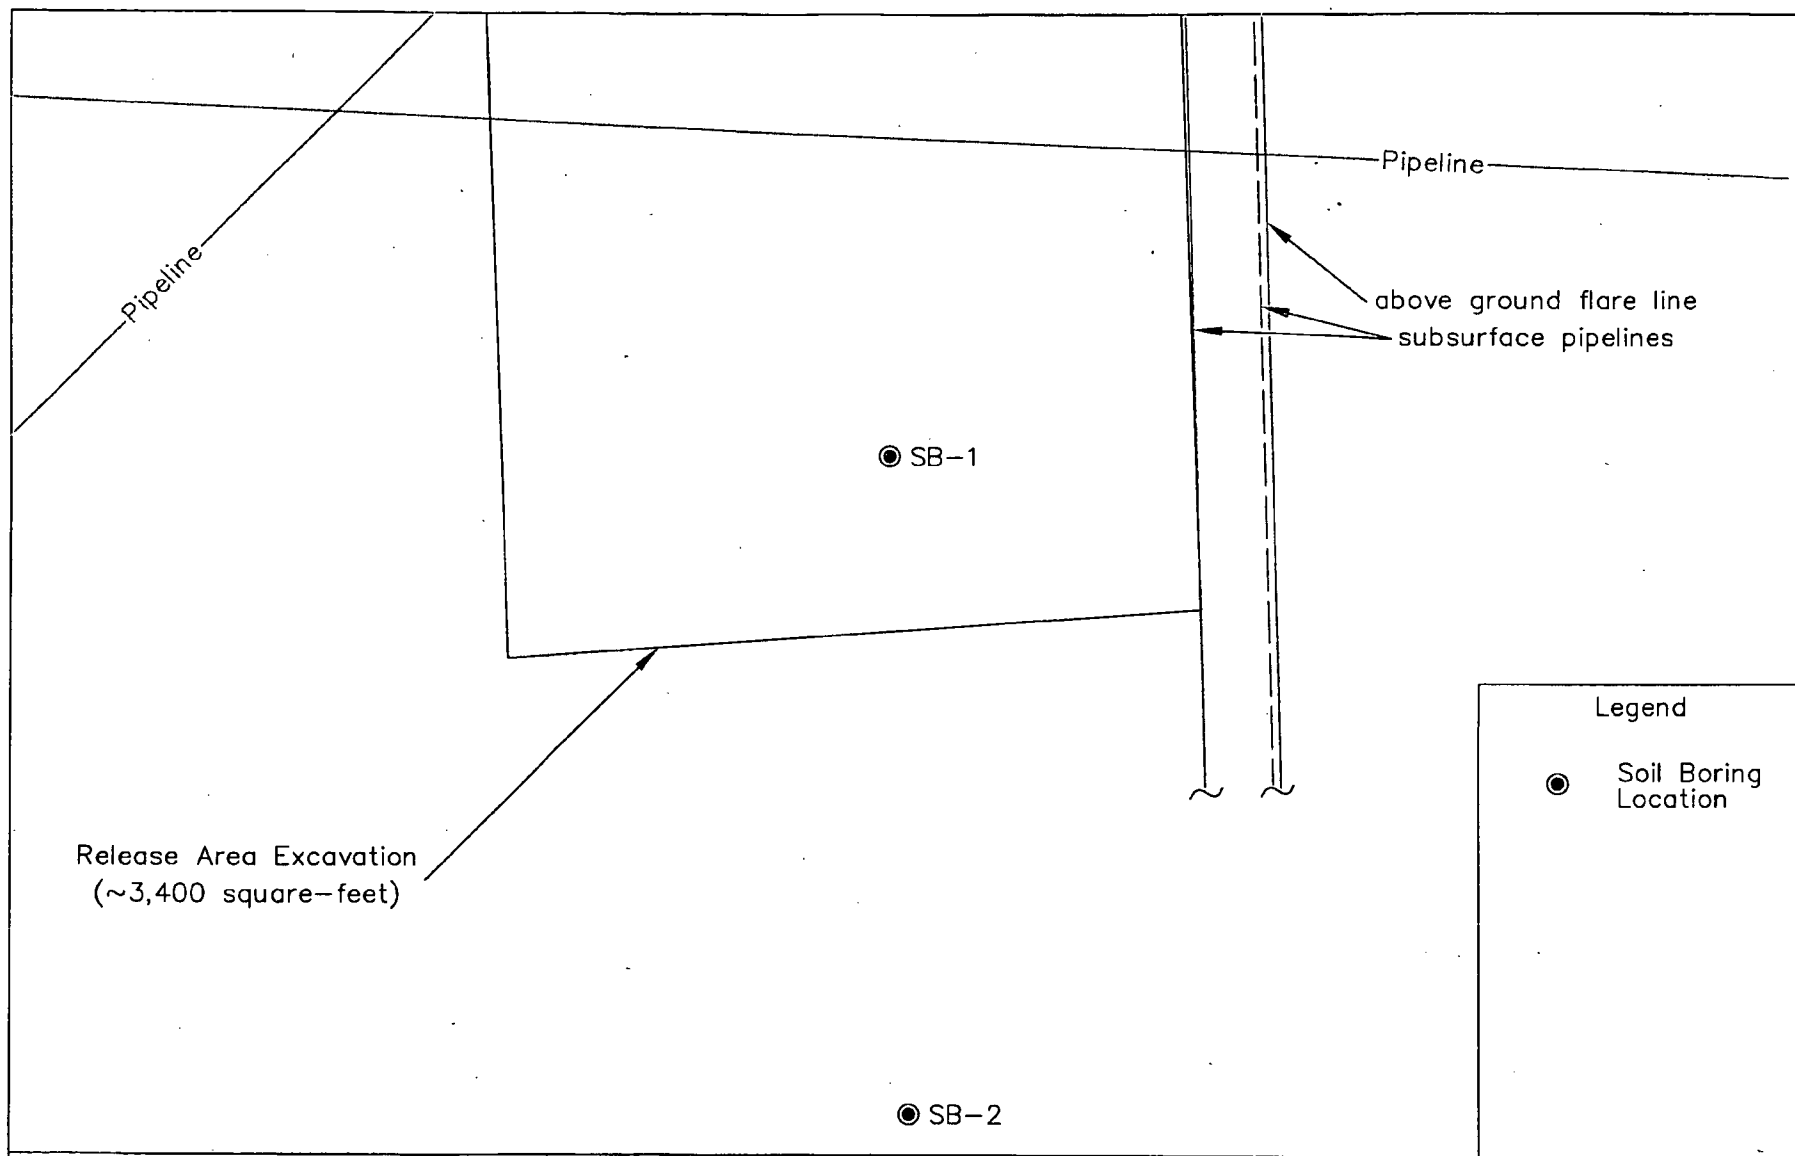 Pipeline
Pipeline
above ground flare line
subsurface pipelines
SB-1
Legend
Soil Boring
Location
Release Area Excavation
(~3,400 square-feet)
SB-2